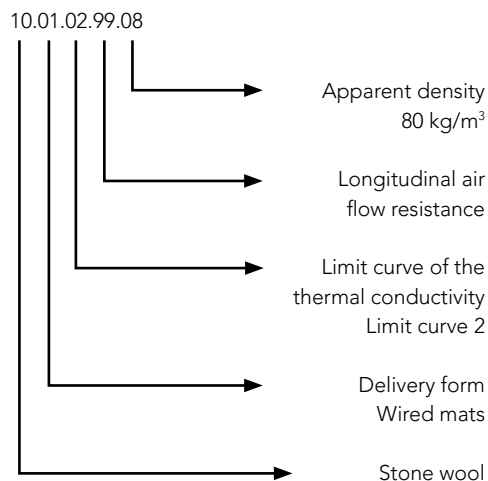 10.01.02.99.08
Apparent density
80 kg/m³
Longitudinal air
flow resistance
Limit curve of the
thermal conductivity
Limit curve 2
Delivery form
Wired mats
Stone wool